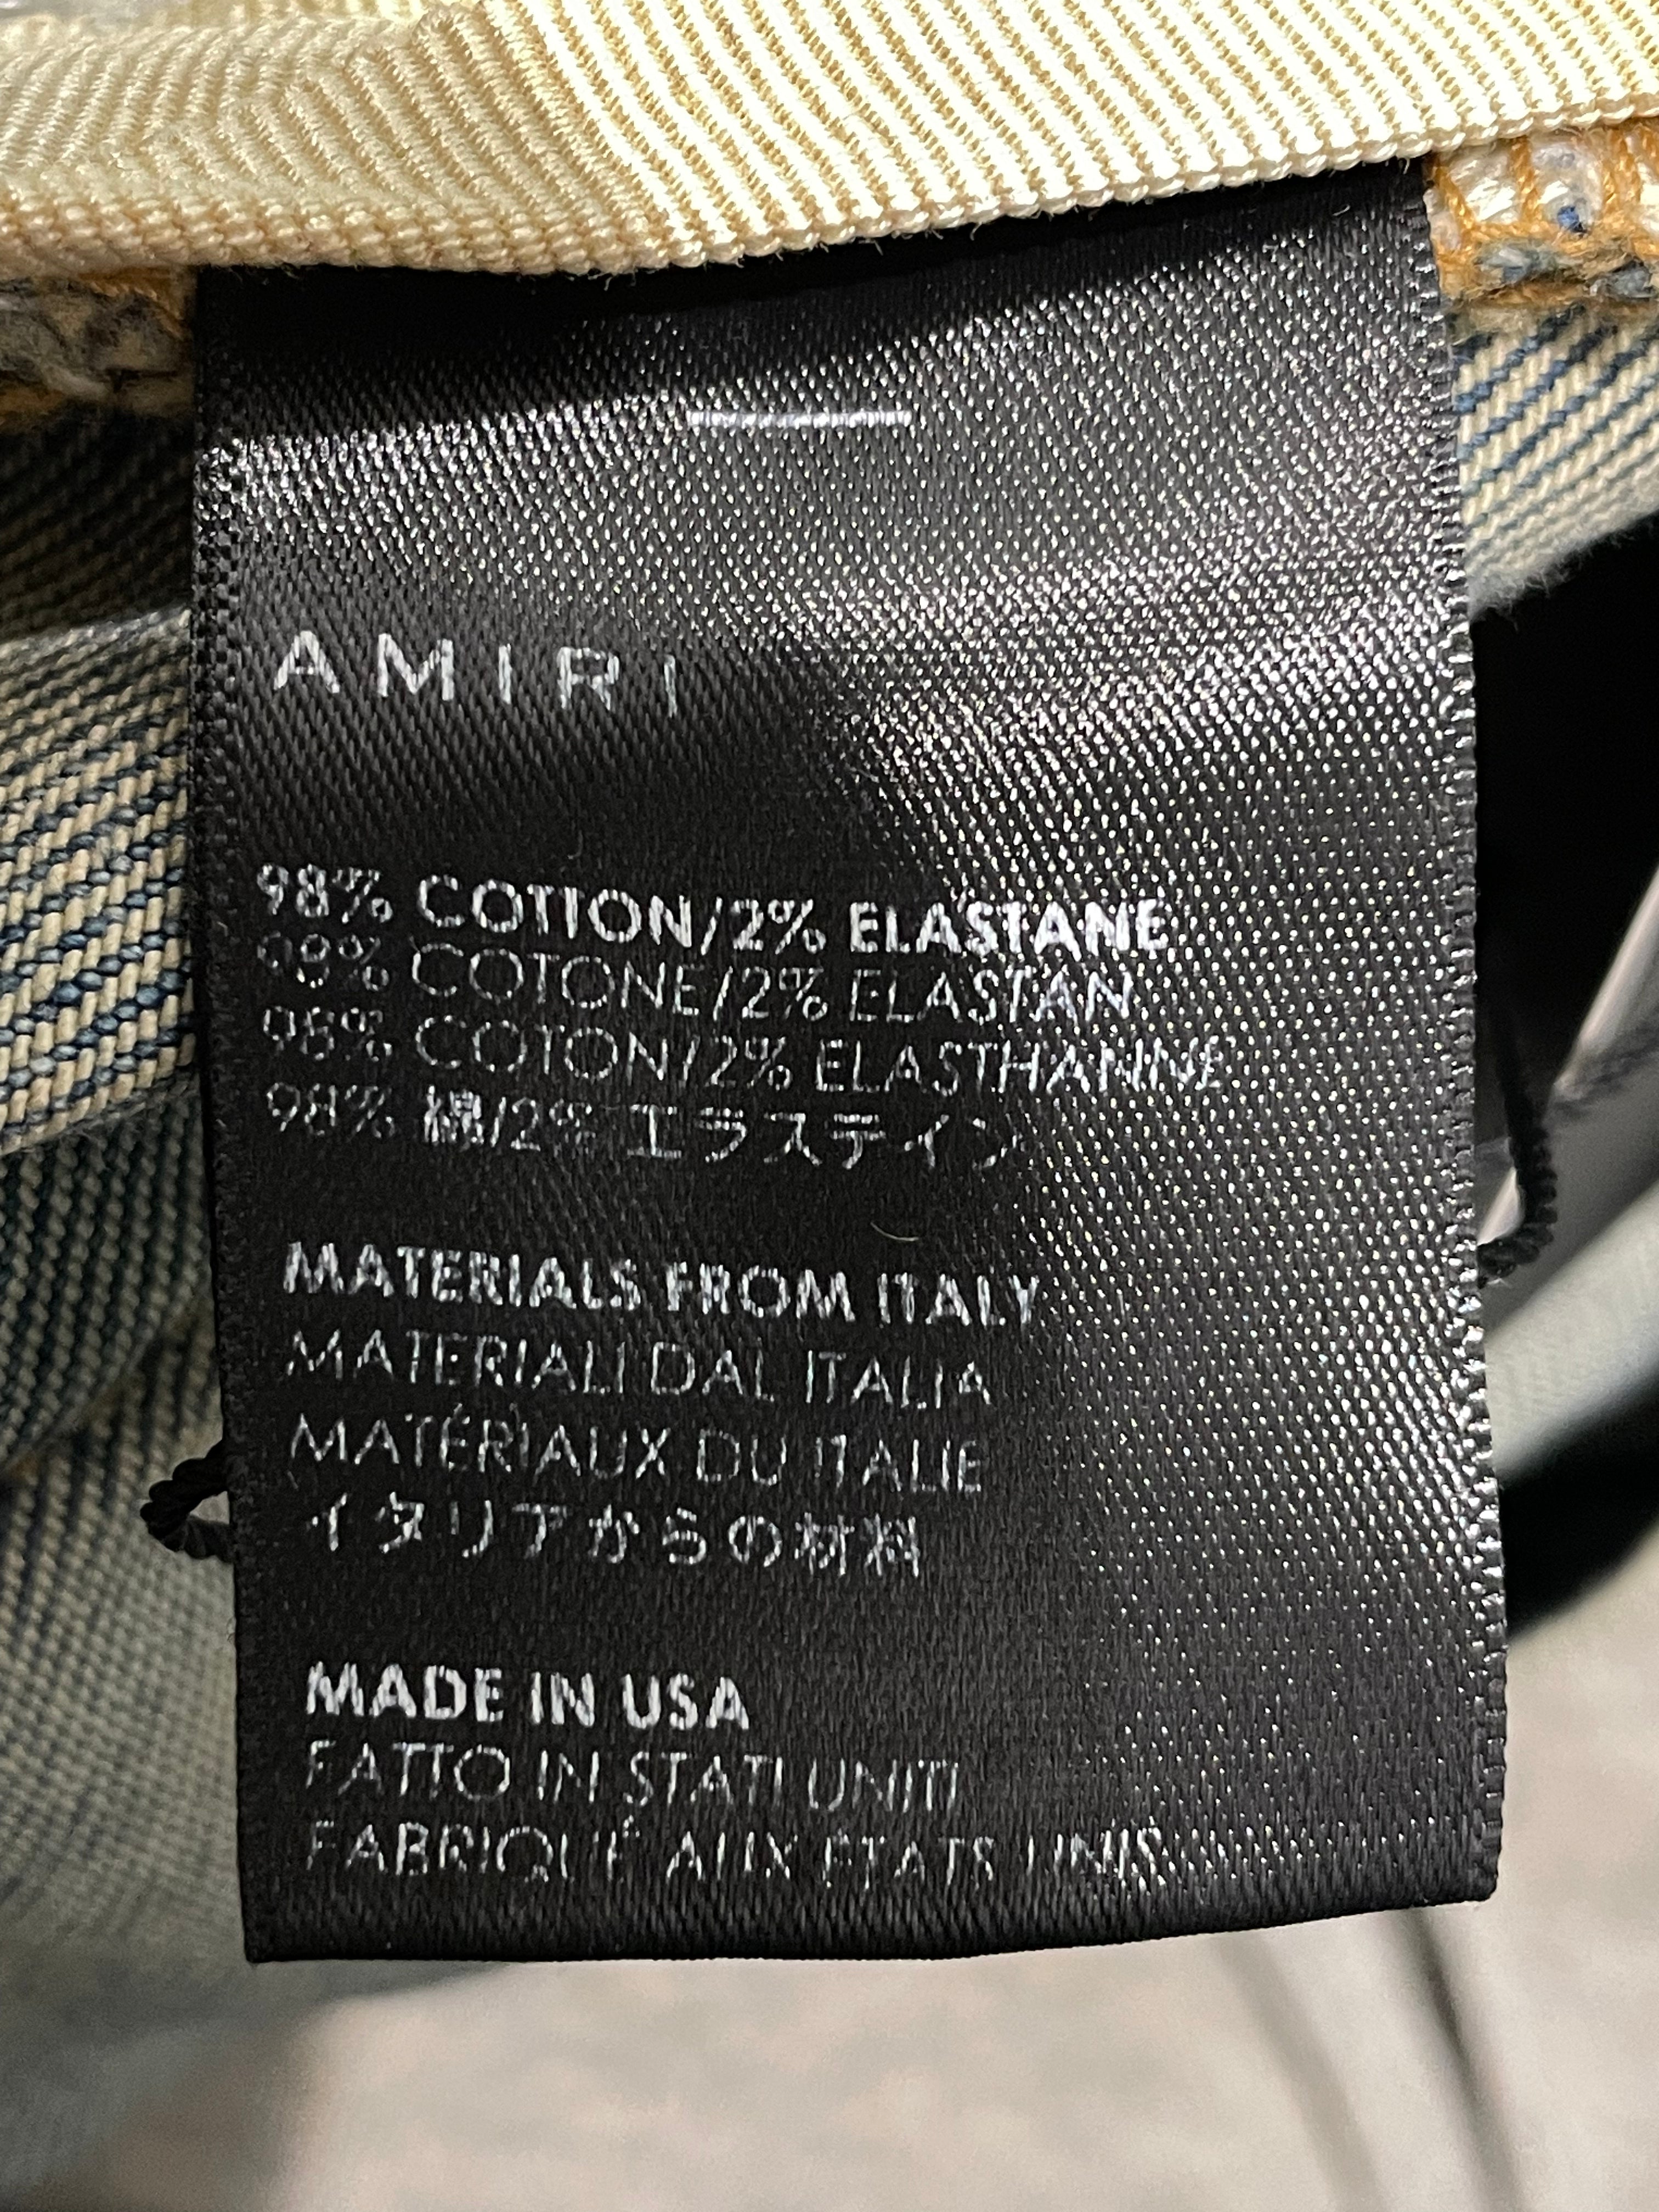 AMIRI
98% COTTON/2% ELASTANE
98% COTONE/2% ELASTAN
98% COTON/2% ELASTHANNE
98% 綿/2% エラステイン
MATERIALS FROM ITALY
MATERIALI DAL ITALIA
MATÉRIAUX DU ITALIE
イタリアからの材料
MADE IN USA
FATTO IN STATI UNITI
FABRIQUÉ AUX ÉTATS UNIS